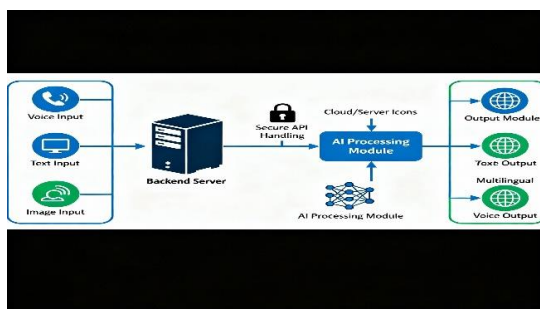 Voice Input
Text Input
Image Input
Backend Server
Secure API
Handling
Cloud/Server Icons
AI Processing
Module
AI Processing Module
Output Module
Toxe Output
Multilingual
Voice Output